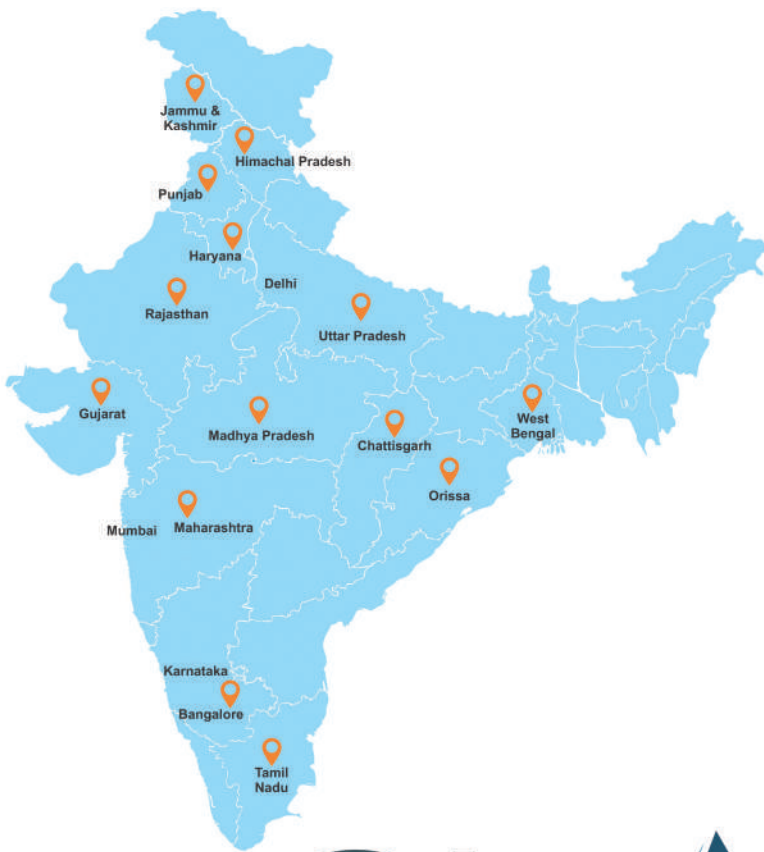 Jammu &
Kashmir
Himachal Pradesh
Punjab
Haryana
Delhi
Rajasthan
Uttar Pradesh
Gujarat
Madhya Pradesh
Chattisgarh
West
Bengal
Orissa
Mumbai
Maharashtra
Karnataka
Bangalore
Tamil
Nadu